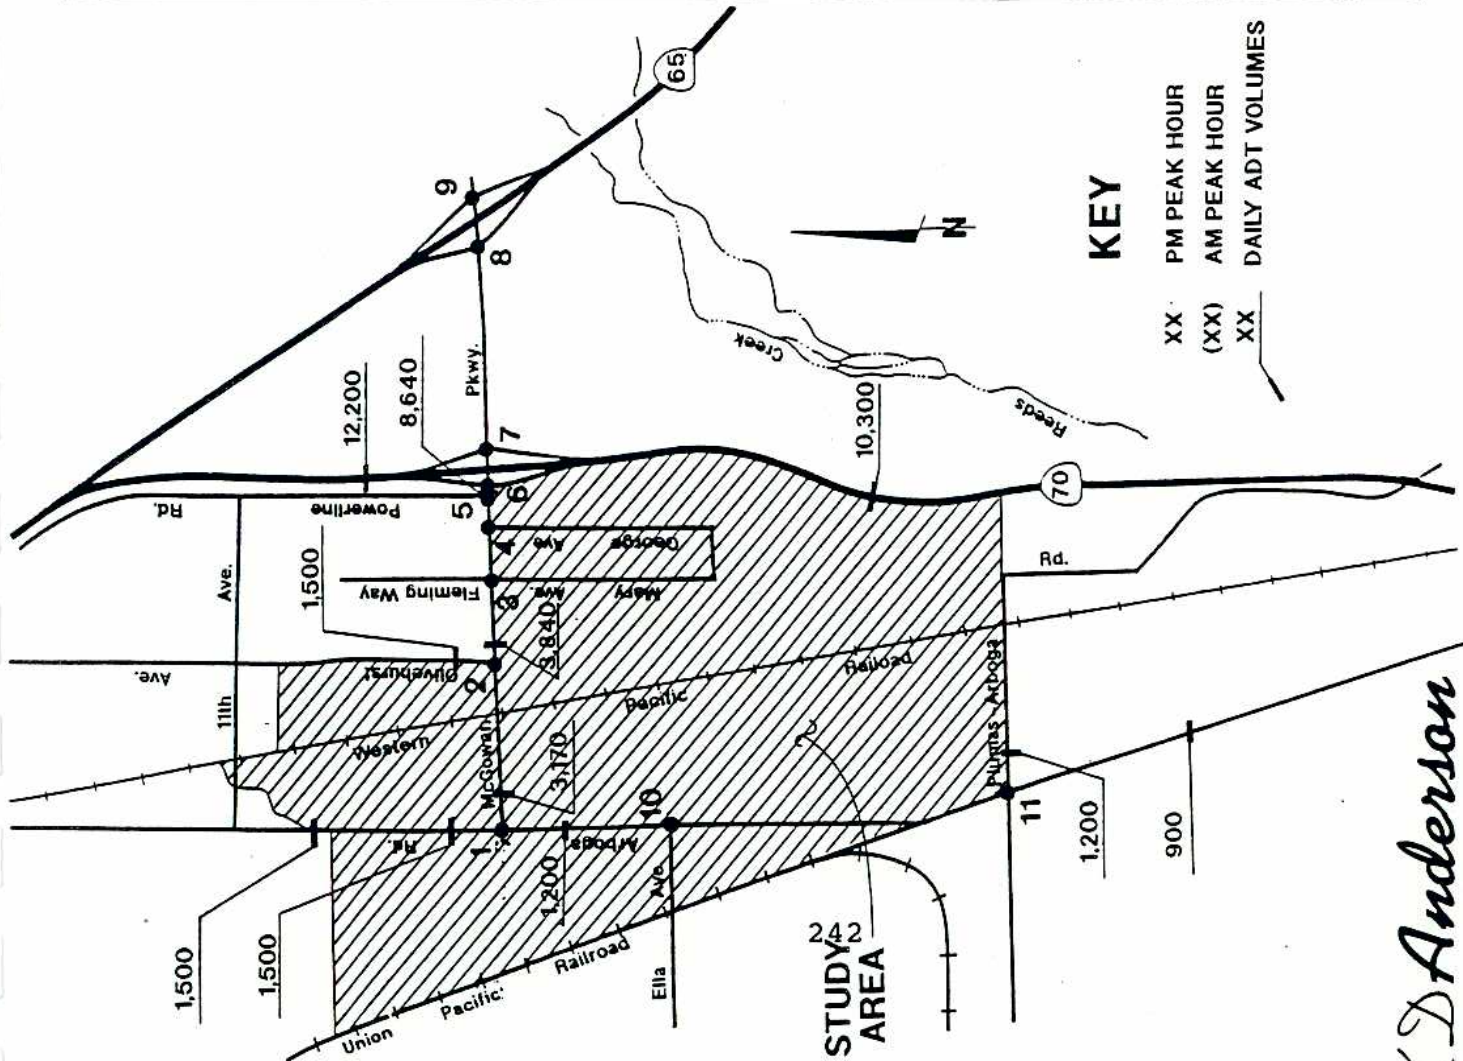 65
9
8
KEY
XX PM PEAK HOUR
(XX) AM PEAK HOUR
XX DAILY ADT VOLUMES
N
Creek
Reeds
Pkwy.
12,200
8,640
7
6
5
10,300
70
Powerline
Rd.
4
George
Ave
3
Mary
Ave.
Fleming Way
1,500
3,840
Ave.
11th
Ave.
Olivehurst
2
Western
Pacific
Railroad
Rd.
Plumas Arboga
McGowan
3,170
1
10
Arboga
Rd.
1,200
11
1,200
900
1,500
1,500
Ella
Ave
Union
Pacific
Railroad
242
STUDY
AREA
Anderson